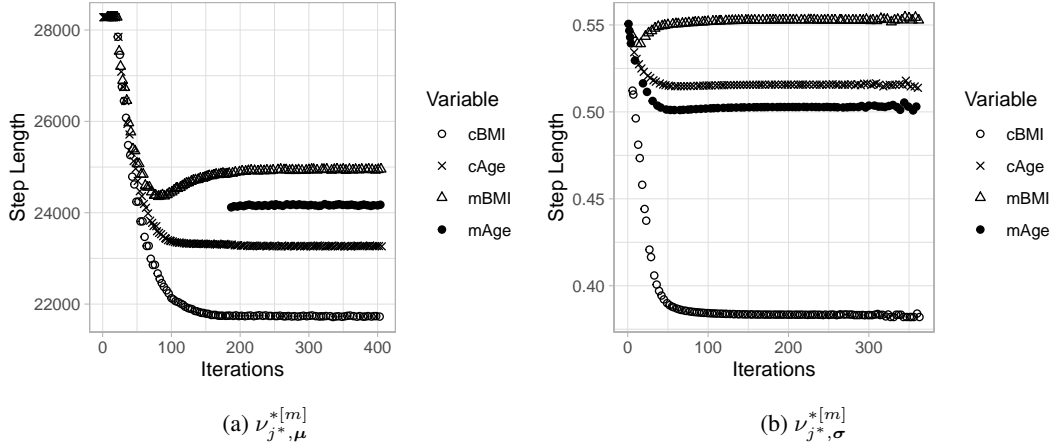 28000
26000
24000
22000
Step Length
0
100
200
300
400
Iterations
Variable
cBMI
cAge
mBMI
mAge
(a) ν*[m]j*,μ
0.55
0.50
0.45
0.40
Step Length
0
100
200
300
Iterations
Variable
cBMI
cAge
mBMI
mAge
(b) ν*[m]j*,σ